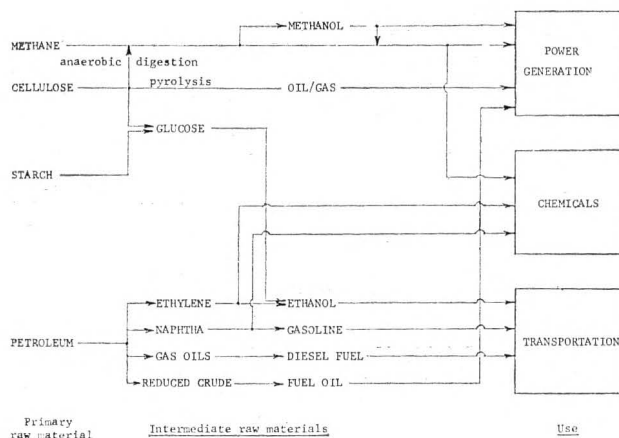 METHANOL
METHANE
POWER
GENERATION
anaerobic digestion
pyrolysis
CELLULOSE
OIL/GAS
GLUCOSE
STARCH
CHEMICALS
ETHYLENE
ETHANOL
NAPHTHA
GASOLINE
PETROLEUM
TRANSPORTATION
GAS OILS
DIESEL FUEL
REDUCED CRUDE
FUEL OIL
Primary
raw material
Intermediate raw materials
Use